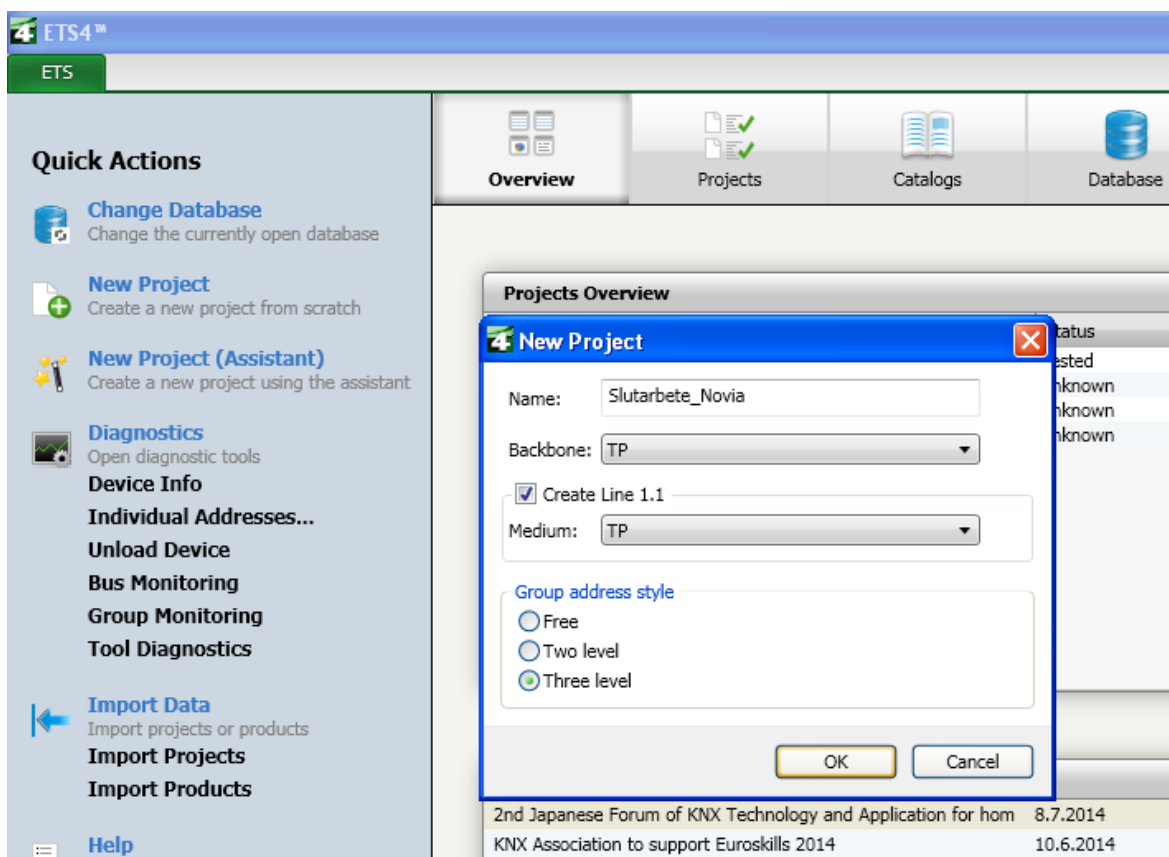 4 ETS4™
ETS
Quick Actions
Change Database
Change the currently open database
New Project
Create a new project from scratch
New Project (Assistant)
Create a new project using the assistant
Diagnostics
Open diagnostic tools
Device Info
Individual Addresses...
Unload Device
Bus Monitoring
Group Monitoring
Tool Diagnostics
Import Data
Import projects or products
Import Projects
Import Products
Help
Overview
Projects
Catalogs
Database
Projects Overview
4 New Project
Name: Slutarbete_Novia
Backbone: TP
Create Line 1.1
Medium: TP
Group address style
Free
Two level
Three level
OK Cancel
2nd Japanese Forum of KNX Technology and Application for hom 8.7.2014
KNX Association to support Euroskills 2014 10.6.2014